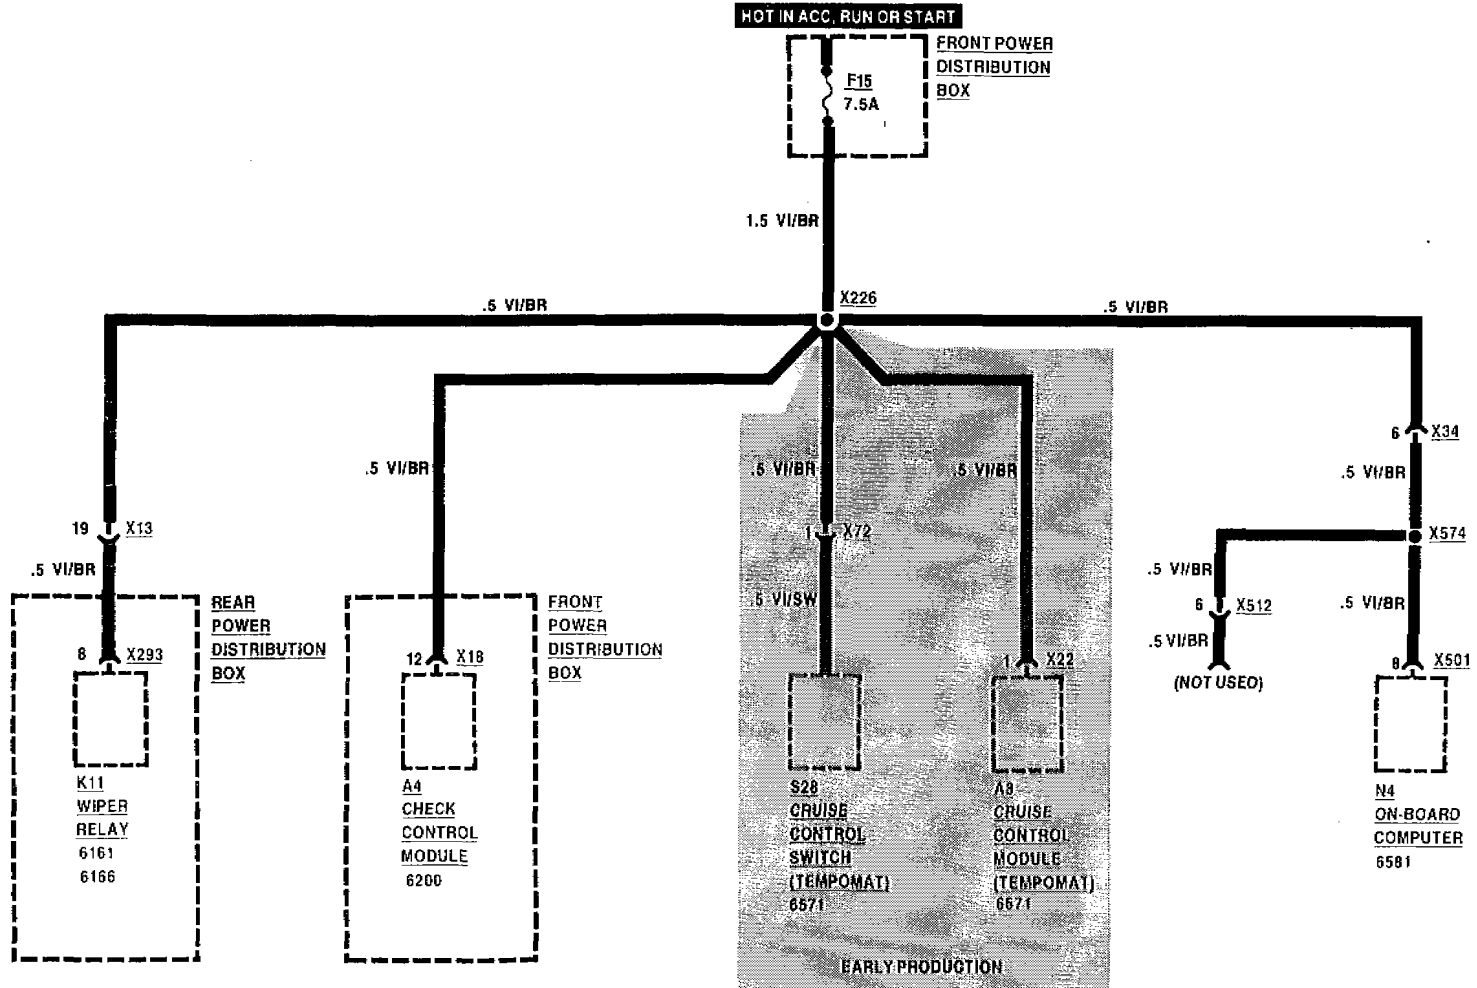 HOT IN ACC, RUN OR START
FRONT POWER
DISTRIBUTION
BOX
F15
7.5A
1.5 VI/BR
X226
.5 VI/BR
.5 VI/BR
6 X34
.5 VI/BR
.5 VI/BR
.5 VI/BR
.5 VI/BR
19 X13
1 X72
X574
.5 VI/BR
.5 VI/BR
REAR
POWER
DISTRIBUTION
BOX
FRONT
POWER
DISTRIBUTION
BOX
.5 VI/SW
6 X512
.5 VI/BR
.5 VI/BR
8 X293
12 X18
1 X22
(NOT USED)
8 X501
K11
WIPER
RELAY
6161
6166
A4
CHECK
CONTROL
MODULE
6200
S28
CRUISE
CONTROL
SWITCH
(TEMPOMAT)
6571
A8
CRUISE
CONTROL
MODULE
(TEMPOMAT)
6571
N4
ON-BOARD
COMPUTER
6581
EARLY PRODUCTION